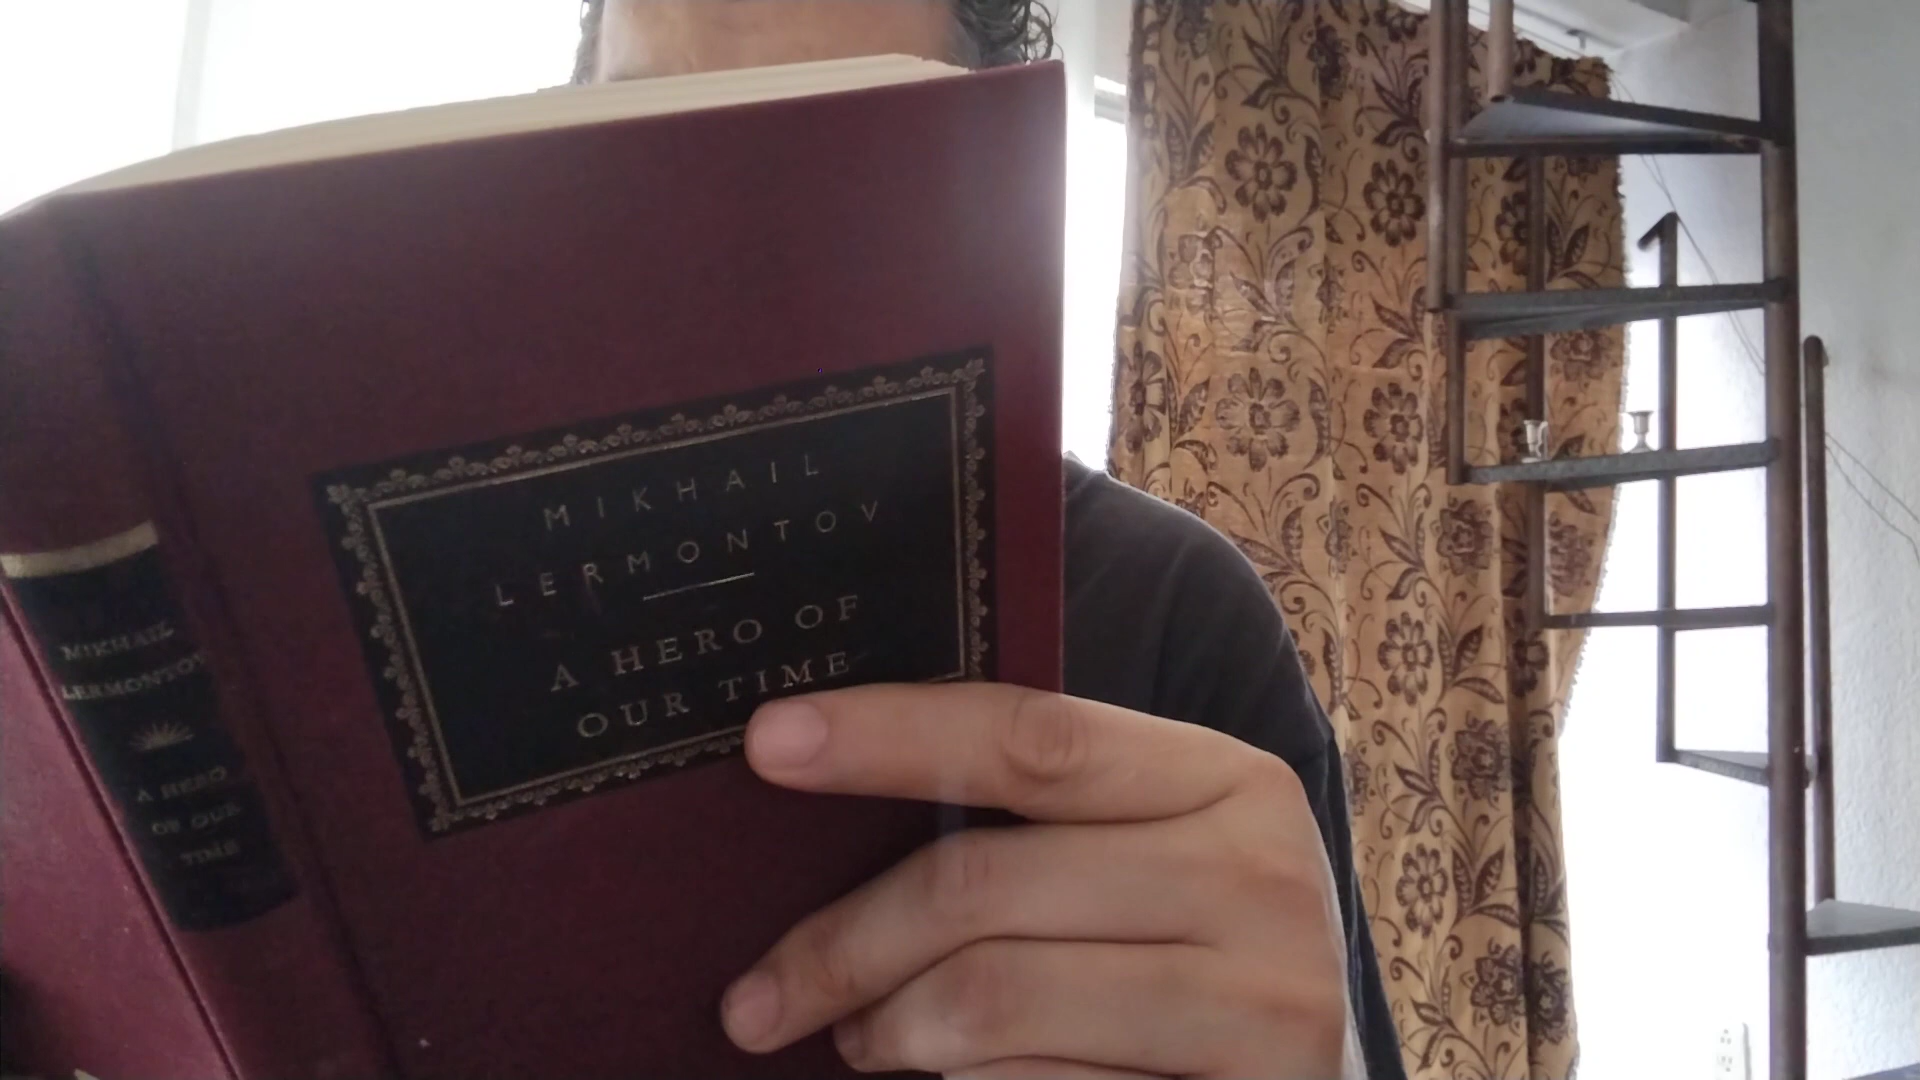 MIKHAIL
LERMONTOV
A HERO OF
OUR TIME
MIKHAIL
LERMONTOV
A HERO
OF OUR
TIME